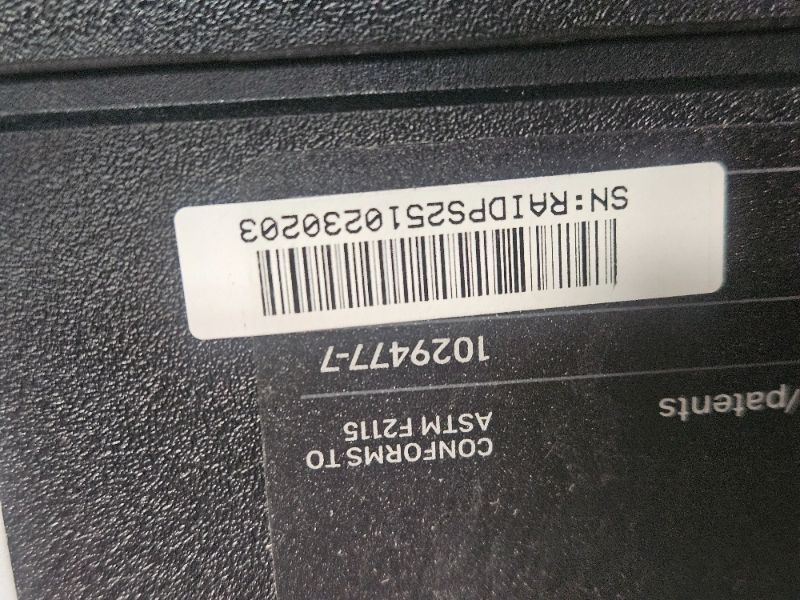 CONFORMS TO
ASTM F2115
/patents
1029477-7
SN:RAIDPS2510230203